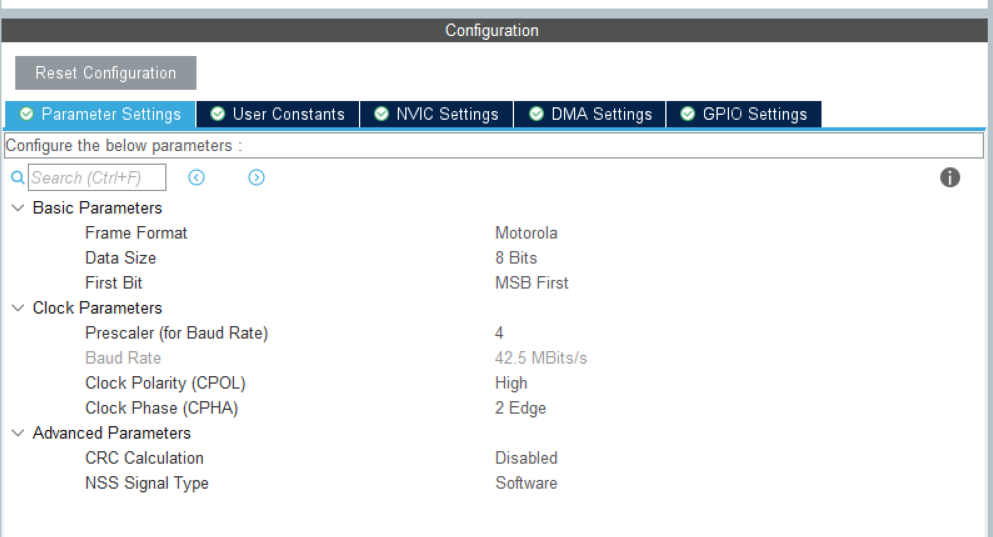 Configuration
Reset Configuration
Parameter Settings User Constants NVIC Settings DMA Settings GPIO Settings
Configure the below parameters :
Search (Ctrl+F)
Basic Parameters
Frame Format Motorola
Data Size 8 Bits
First Bit MSB First
Clock Parameters
Prescaler (for Baud Rate) 4
Baud Rate 42.5 MBits/s
Clock Polarity (CPOL) High
Clock Phase (CPHA) 2 Edge
Advanced Parameters
CRC Calculation Disabled
NSS Signal Type Software